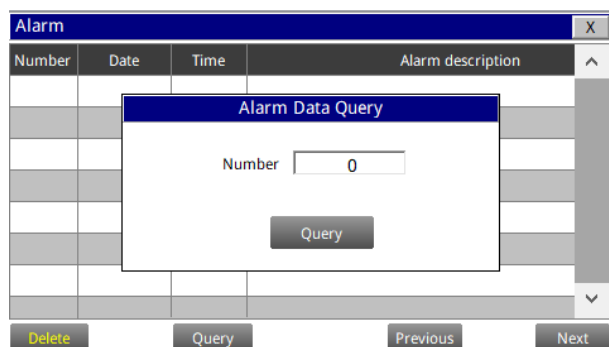 Alarm X
Number Date Time Alarm description
Alarm Data Query
Number 0
Query
Delete Query Previous Next